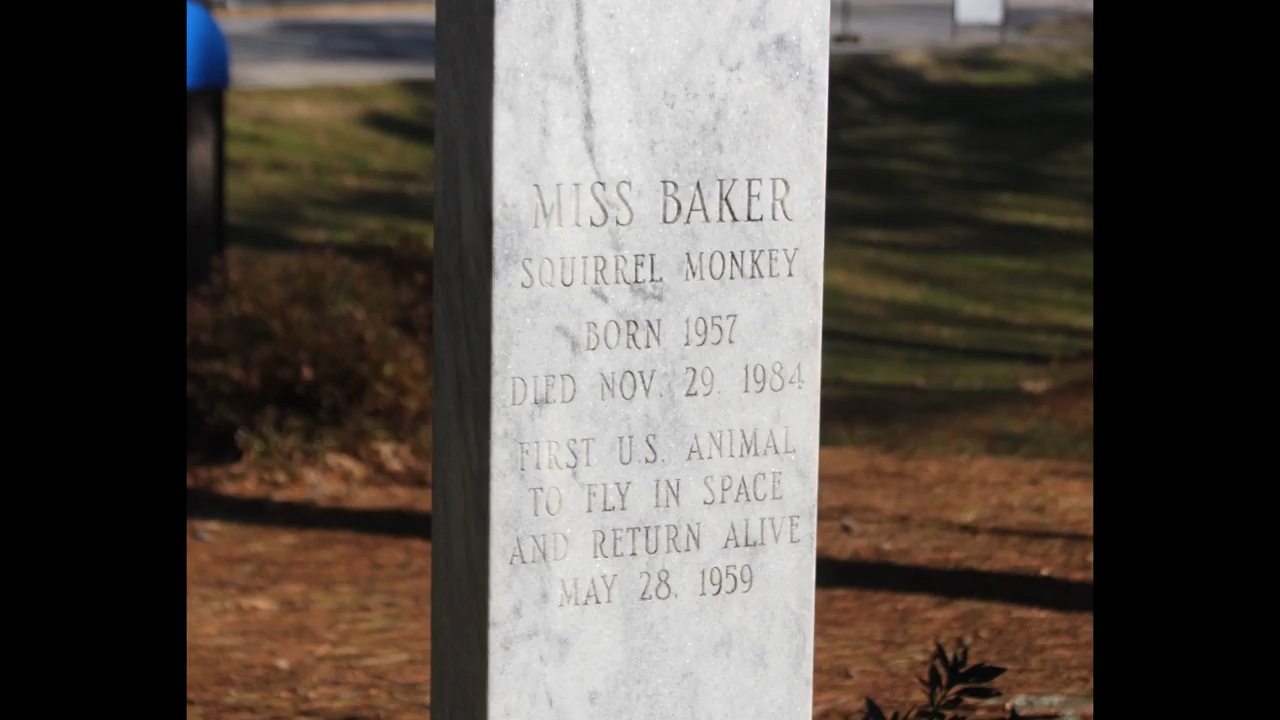 MISS BAKER
SQUIRREL MONKEY
BORN 1957
DIED NOV. 29. 1984
FIRST U.S. ANIMAL
TO FLY IN SPACE
AND RETURN ALIVE
MAY 28. 1959